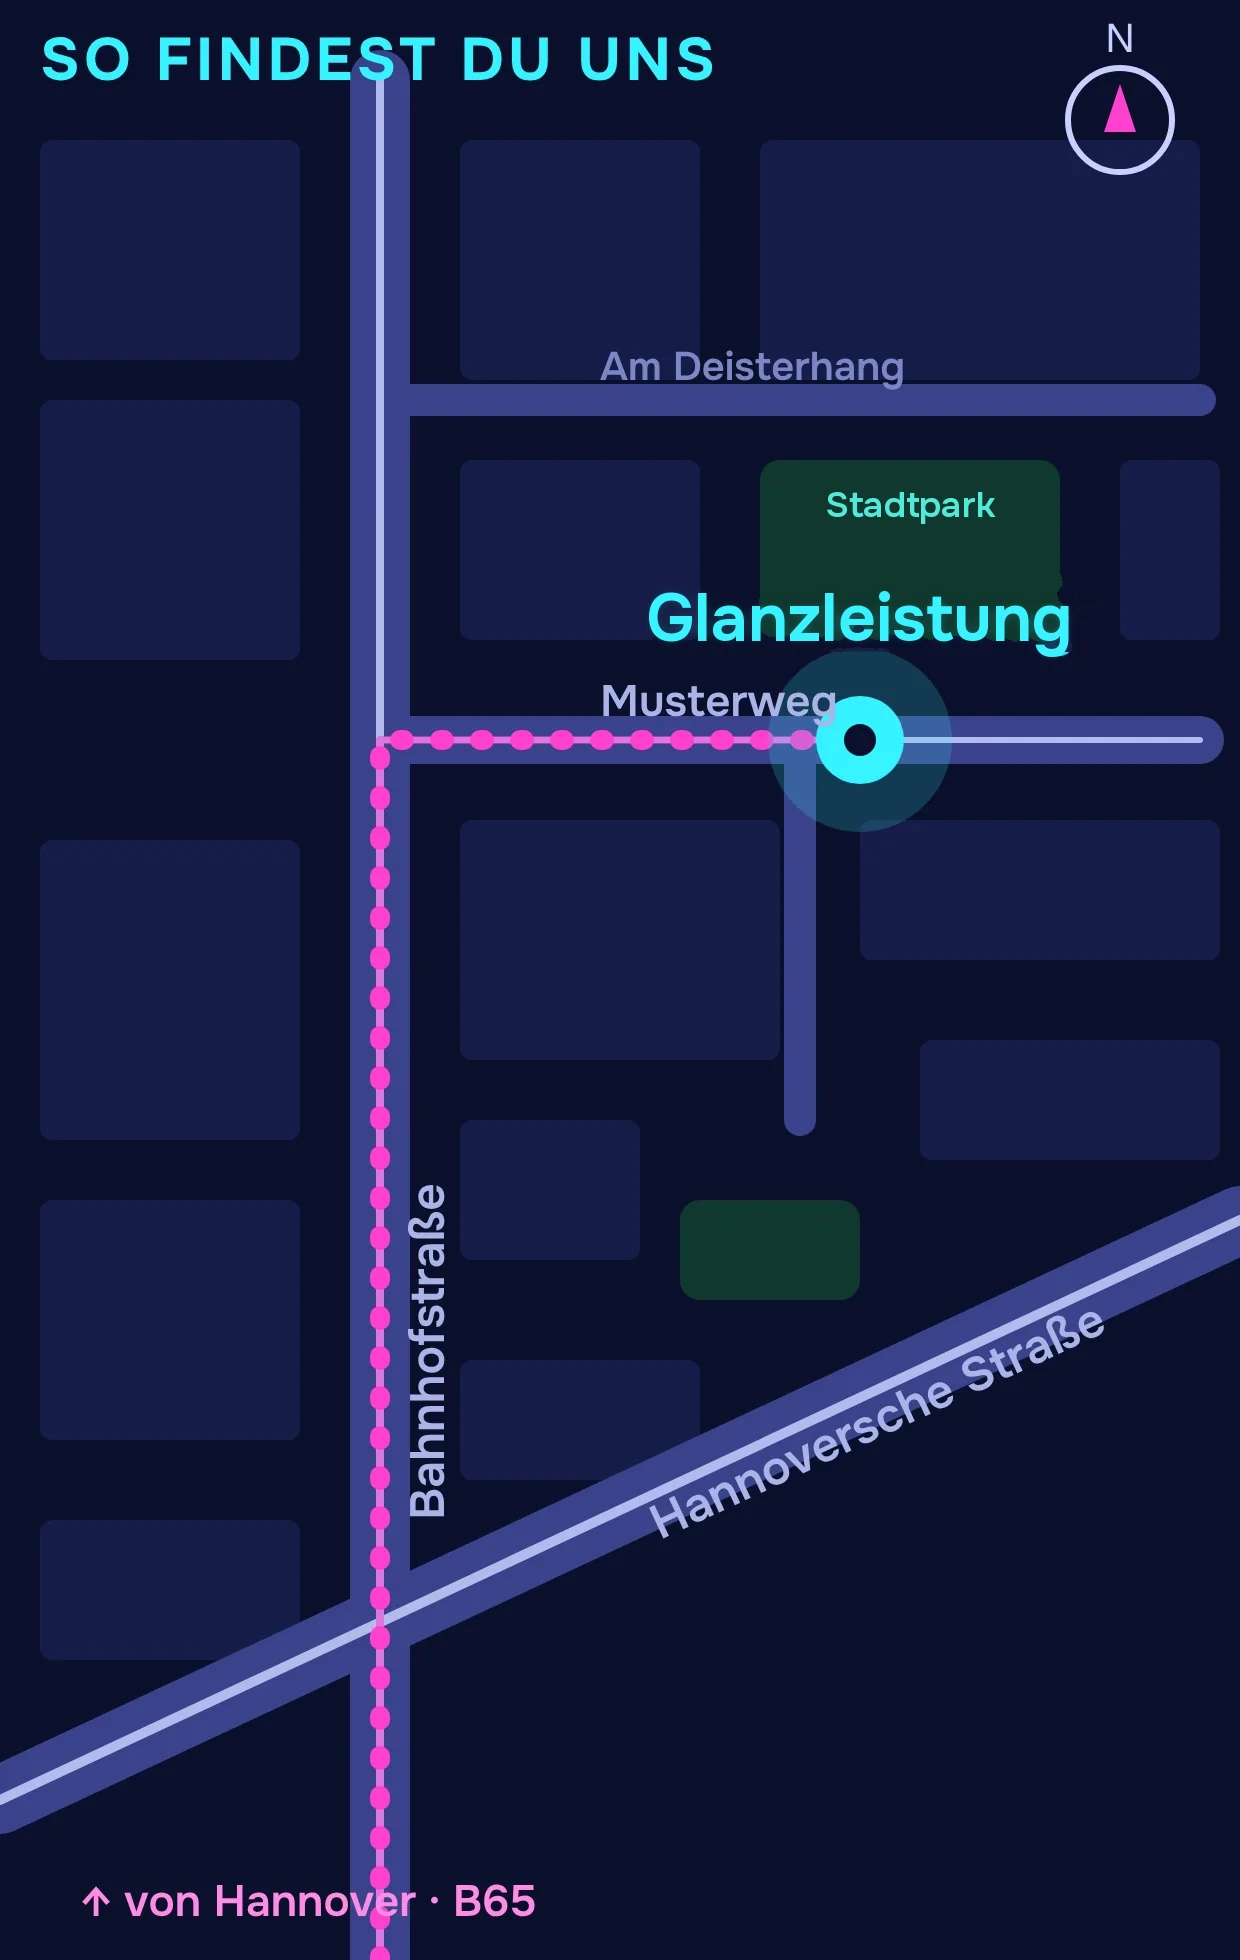 SO FINDEST DU UNS
N
Am Deisterhang
Stadtpark
Glanzleistung
Musterweg
Bahnhofstraße
Hannoversche Straße
↑ von Hannover · B65